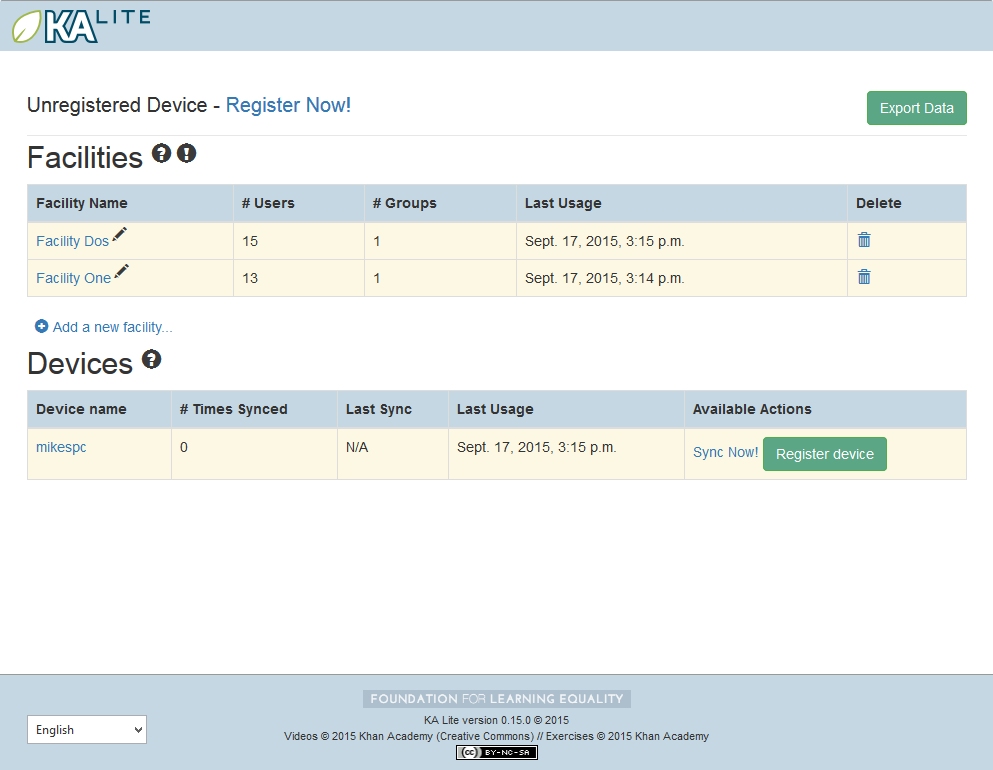 KA LITE
Unregistered Device - Register Now!
Export Data
Facilities
Facility Name # Users # Groups Last Usage Delete
Facility Dos 15 1 Sept. 17, 2015, 3:15 p.m.
Facility One 13 1 Sept. 17, 2015, 3:14 p.m.
Add a new facility...
Devices
Device name # Times Synced Last Sync Last Usage Available Actions
mikespc 0 N/A Sept. 17, 2015, 3:15 p.m. Sync Now! Register device
FOUNDATION FOR LEARNING EQUALITY
KA Lite version 0.15.0 © 2015
English
Videos © 2015 Khan Academy (Creative Commons) // Exercises © 2015 Khan Academy
cc BY-NC-SA